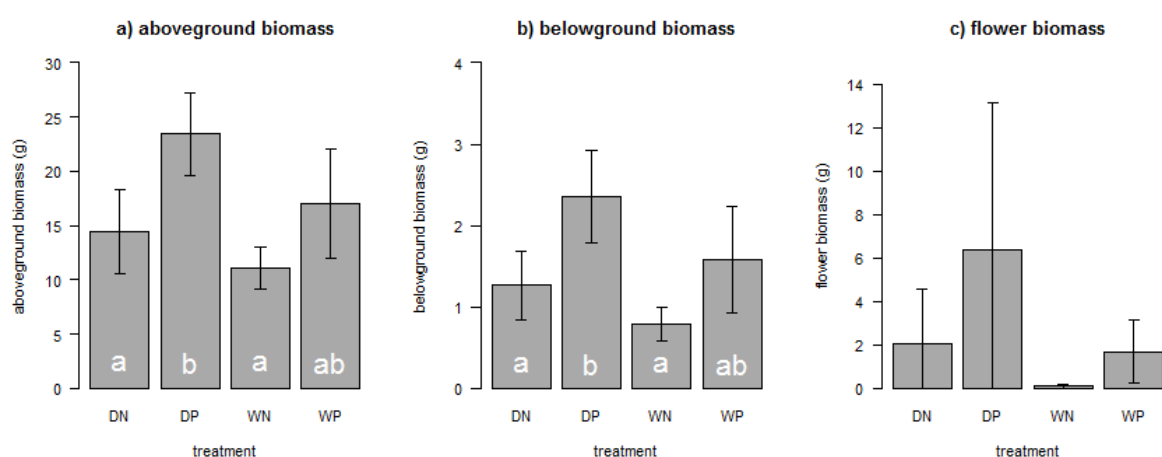 a) aboveground biomass
aboveground biomass (g)
30
25
20
15
10
5
0
a
b
a
ab
DN
DP
WN
WP
treatment
b) belowground biomass
belowground biomass (g)
4
3
2
1
0
a
b
a
ab
DN
DP
WN
WP
treatment
c) flower biomass
flower biomass (g)
14
12
10
8
6
4
2
0
DN
DP
WN
WP
treatment